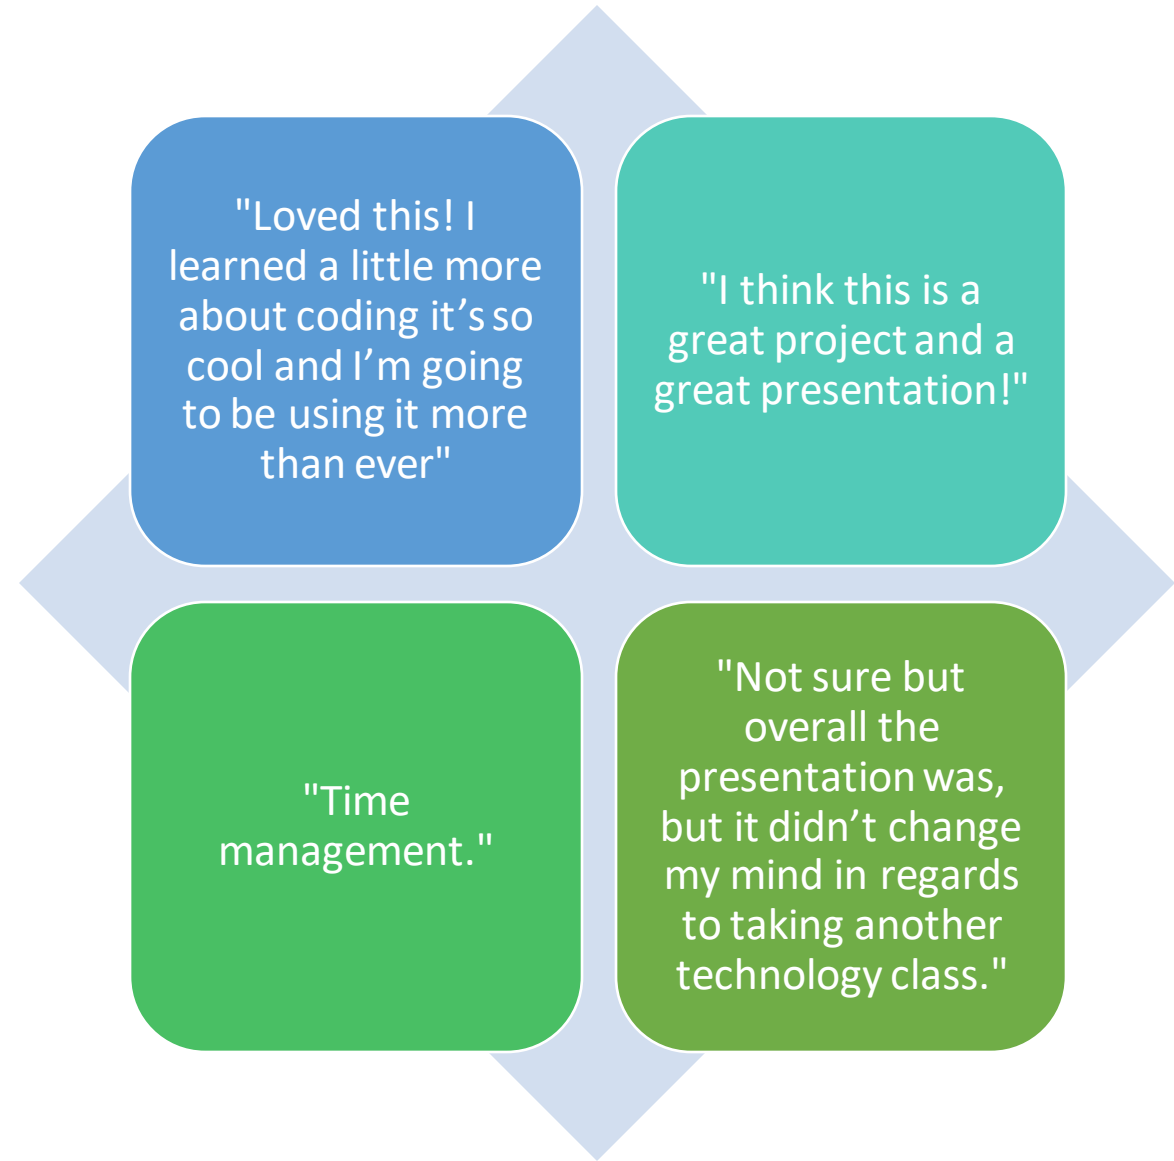 "Loved this! I
learned a little more
about coding it’s so
cool and I’m going
to be using it more
than ever"
"I think this is a
great project and a
great presentation!"
"Time
management."
"Not sure but
overall the
presentation was,
but it didn’t change
my mind in regards
to taking another
technology class."